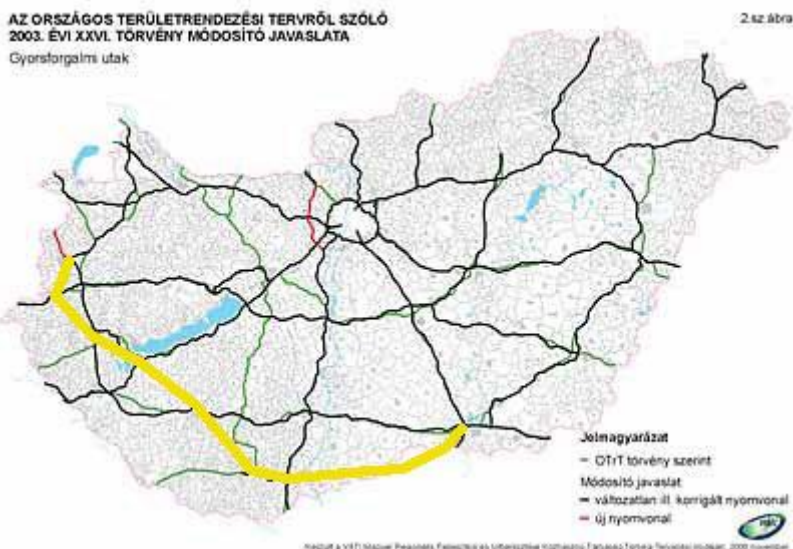 AZ ORSZÁGOS TERÜLETRENDEZÉSI TERVRŐL SZÓLÓ
2003. ÉVI XXVI. TÖRVÉNY MÓDOSÍTÓ JAVASLATA
2.sz.ábra
Gyorsforgalmi utak
Jelmagyarázat
OTrT törvény szerint
Módosító javaslat
változatlan ill. korrigált nyomvonal
új nyomvonal